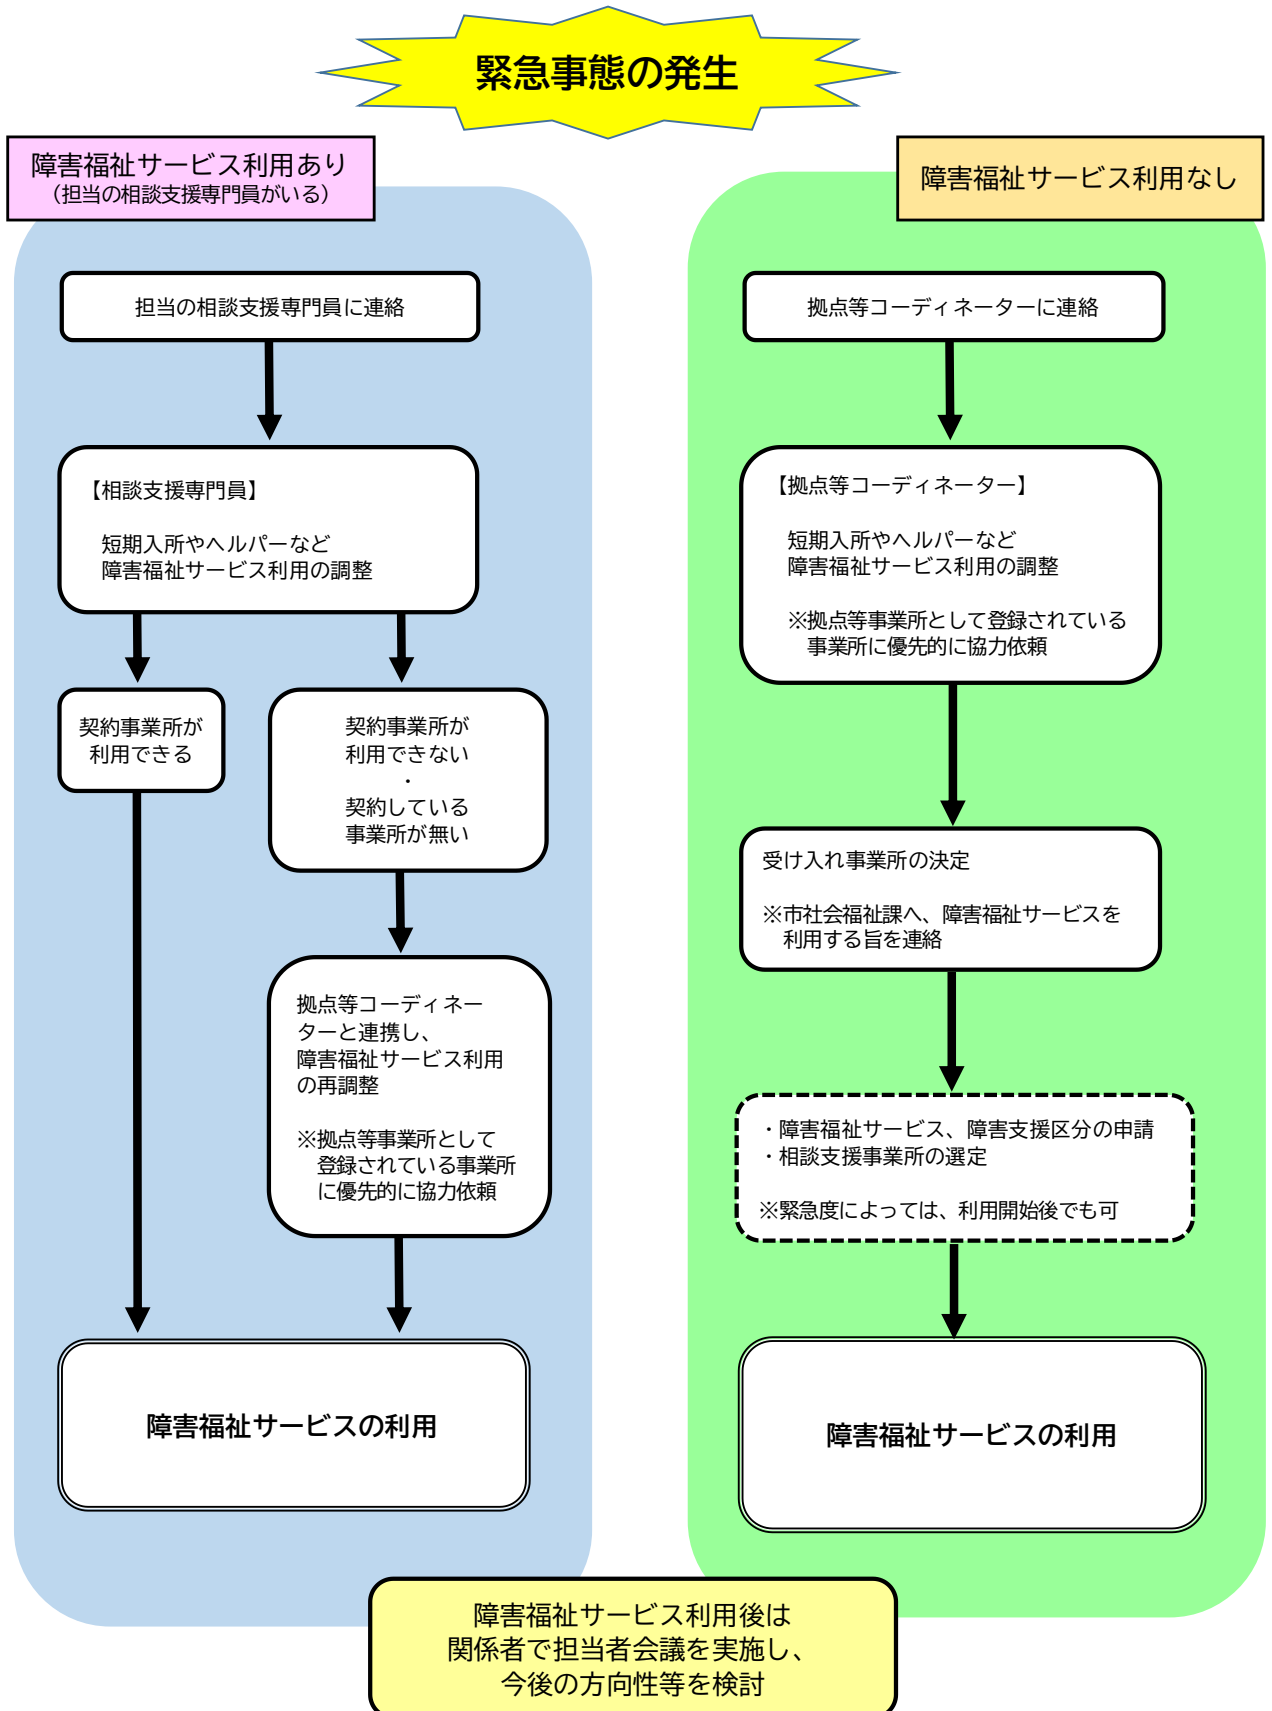 緊急事態の発生
障害福祉サービス利用あり
（担当の相談支援専門員がいる）
担当の相談支援専門員に連絡
【相談支援専門員】
短期入所やヘルパーなど
障害福祉サービス利用の調整
契約事業所が
利用できる
契約事業所が
利用できない
・
契約している
事業所が無い
拠点等コーディネー
ターと連携し、
障害福祉サービス利用
の再調整
※拠点等事業所として
登録されている事業所
に優先的に協力依頼
障害福祉サービスの利用
障害福祉サービス利用なし
拠点等コーディネーターに連絡
【拠点等コーディネーター】
短期入所やヘルパーなど
障害福祉サービス利用の調整
※拠点等事業所として登録されている
事業所に優先的に協力依頼
受け入れ事業所の決定
※市社会福祉課へ、障害福祉サービスを
利用する旨を連絡
・障害福祉サービス、障害支援区分の申請
・相談支援事業所の選定
※緊急度によっては、利用開始後でも可
障害福祉サービスの利用
障害福祉サービス利用後は
関係者で担当者会議を実施し、
今後の方向性等を検討